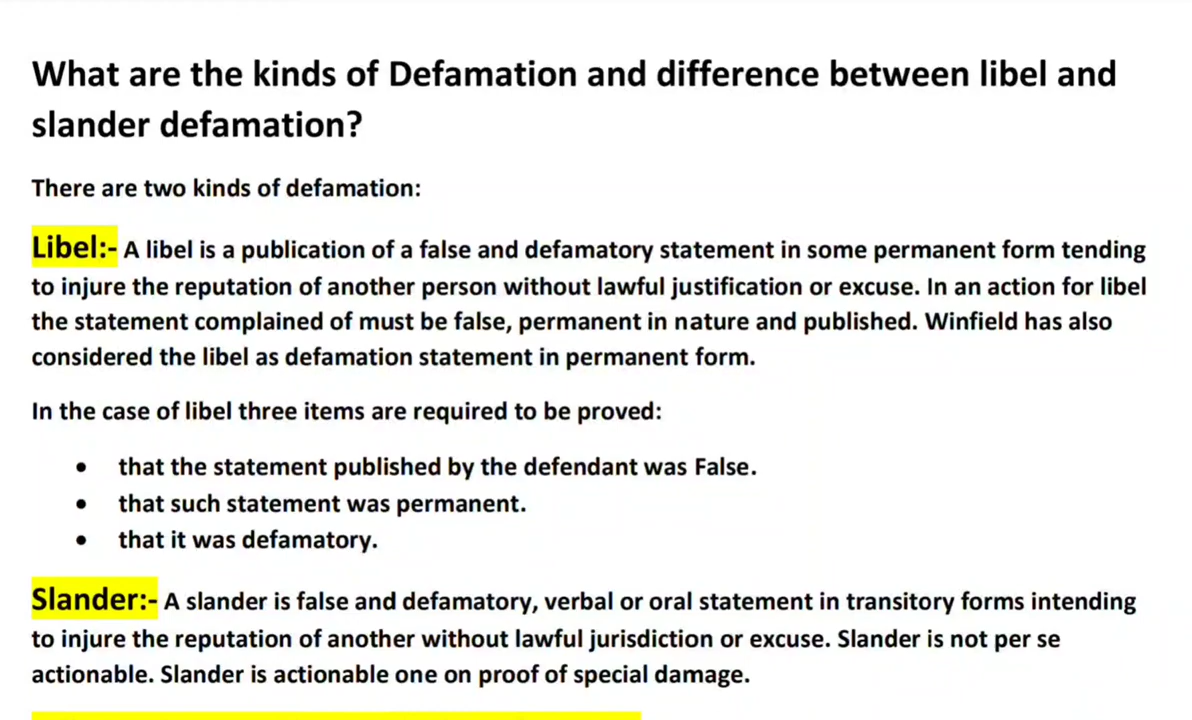 What are the kinds of Defamation and difference between libel and
slander defamation?
There are two kinds of defamation:
Libel:- A libel is a publication of a false and defamatory statement in some permanent form tending
to injure the reputation of another person without lawful justification or excuse. In an action for libel
the statement complained of must be false, permanent in nature and published. Winfield has also
considered the libel as defamation statement in permanent form.
In the case of libel three items are required to be proved:
• that the statement published by the defendant was False.
• that such statement was permanent.
• that it was defamatory.
Slander:- A slander is false and defamatory, verbal or oral statement in transitory forms intending
to injure the reputation of another without lawful jurisdiction or excuse. Slander is not per se
actionable. Slander is actionable one on proof of special damage.